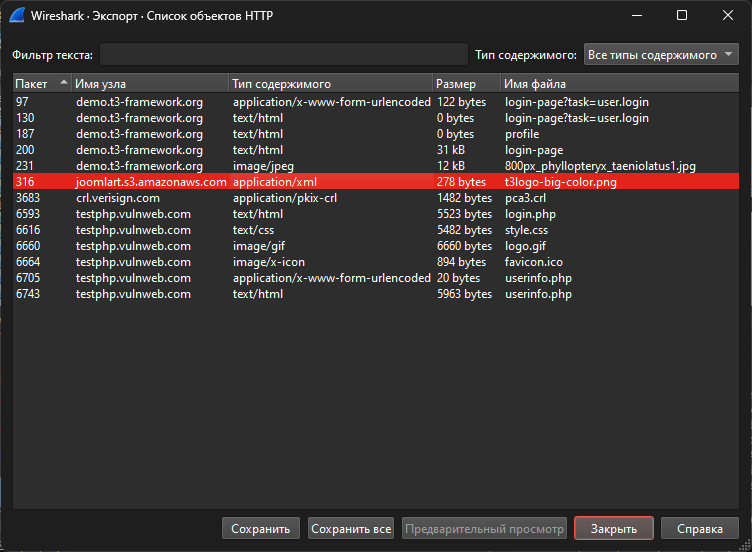 Wireshark · Экспорт · Список объектов HTTP
Фильтр текста: Тип содержимого: Все типы содержимого
Пакет Имя узла Тип содержимого Размер Имя файла
97 demo.t3-framework.org application/x-www-form-urlencoded 122 bytes login-page?task=user.login
130 demo.t3-framework.org text/html 0 bytes login-page?task=user.login
187 demo.t3-framework.org text/html 0 bytes profile
200 demo.t3-framework.org text/html 31 kB login-page
231 demo.t3-framework.org image/jpeg 12 kB 800px_phyllopteryx_taeniolatus1.jpg
316 joomlart.s3.amazonaws.com application/xml 278 bytes t3logo-big-color.png
3683 crl.verisign.com application/pkix-crl 1482 bytes pca3.crl
6593 testphp.vulnweb.com text/html 5523 bytes login.php
6616 testphp.vulnweb.com text/css 5482 bytes style.css
6660 testphp.vulnweb.com image/gif 6660 bytes logo.gif
6664 testphp.vulnweb.com image/x-icon 894 bytes favicon.ico
6705 testphp.vulnweb.com application/x-www-form-urlencoded 20 bytes userinfo.php
6743 testphp.vulnweb.com text/html 5963 bytes userinfo.php
Сохранить Сохранить все Предварительный просмотр Закрыть Справка